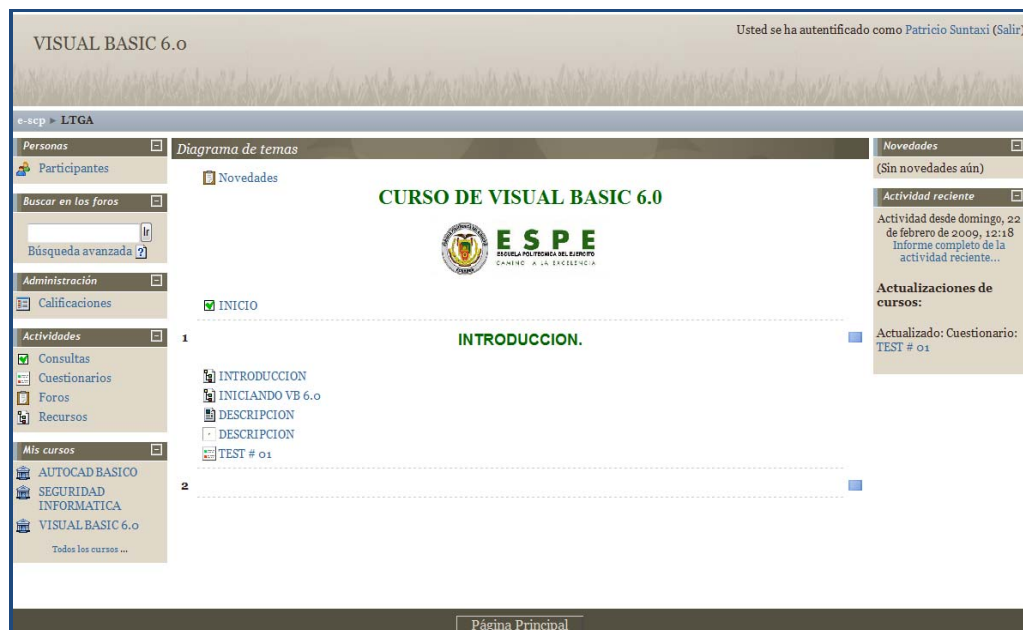 VISUAL BASIC 6.0
Usted se ha autentificado como Patricio Suntaxi (Salir)
e-scp ► LTGA
Personas
Participantes
Buscar en los foros
Ir
Búsqueda avanzada ?
Administración
Calificaciones
Actividades
Consultas
Cuestionarios
Foros
Recursos
Mis cursos
AUTOCAD BASICO
SEGURIDAD
INFORMATICA
VISUAL BASIC 6.0
Todos los cursos ...
Diagrama de temas
Novedades
CURSO DE VISUAL BASIC 6.0
ESPE
ESCUELA POLITECNICA DEL EJERCITO
CAMINO A LA EXCELENCIA
INICIO
1
INTRODUCCION.
INTRODUCCION
INICIANDO VB 6.0
DESCRIPCION
DESCRIPCION
TEST # 01
2
Novedades
(Sin novedades aún)
Actividad reciente
Actividad desde domingo, 22
de febrero de 2009, 12:18
Informe completo de la
actividad reciente...
Actualizaciones de
cursos:
Actualizado: Cuestionario:
TEST # 01
Página Principal